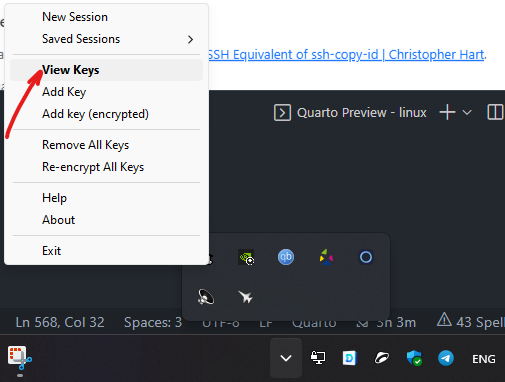 New Session
Saved Sessions
View Keys
SSH Equivalent of ssh-copy-id | Christopher Hart.
Add Key
Add key (encrypted)
Quarto Preview - linux
Remove All Keys
Re-encrypt All Keys
Help
About
Exit
qb
Ln 568, Col 32
Spaces: 3
UTF-8
LF
Quarto
5h 3m
43 Spell
ENG